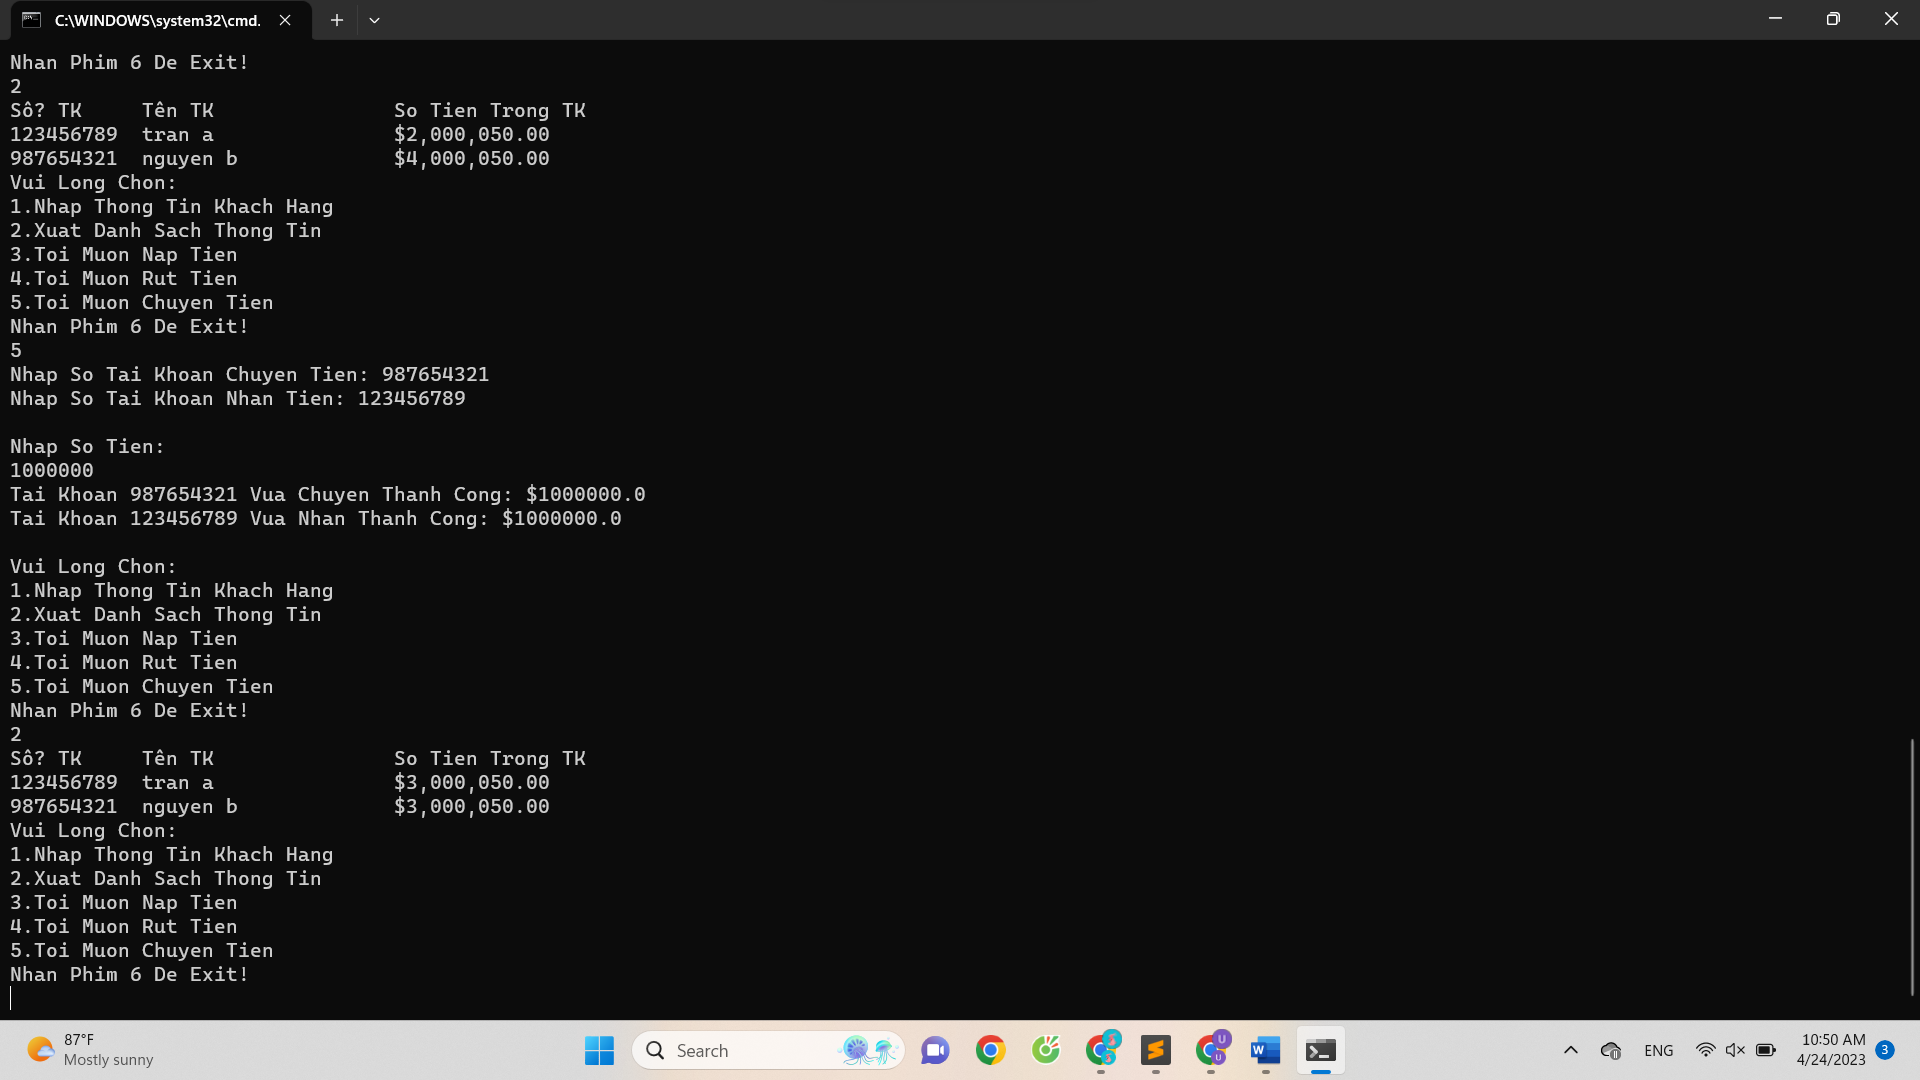 C:\WINDOWS\system32\cmd.
Nhan Phim 6 De Exit!
2
Sô? TK Tên TK So Tien Trong TK
123456789 tran a $2,000,050.00
987654321 nguyen b $4,000,050.00
Vui Long Chon:
1.Nhap Thong Tin Khach Hang
2.Xuat Danh Sach Thong Tin
3.Toi Muon Nap Tien
4.Toi Muon Rut Tien
5.Toi Muon Chuyen Tien
Nhan Phim 6 De Exit!
5
Nhap So Tai Khoan Chuyen Tien: 987654321
Nhap So Tai Khoan Nhan Tien: 123456789
Nhap So Tien:
1000000
Tai Khoan 987654321 Vua Chuyen Thanh Cong: $1000000.0
Tai Khoan 123456789 Vua Nhan Thanh Cong: $1000000.0
Vui Long Chon:
1.Nhap Thong Tin Khach Hang
2.Xuat Danh Sach Thong Tin
3.Toi Muon Nap Tien
4.Toi Muon Rut Tien
5.Toi Muon Chuyen Tien
Nhan Phim 6 De Exit!
2
Sô? TK Tên TK So Tien Trong TK
123456789 tran a $3,000,050.00
987654321 nguyen b $3,000,050.00
Vui Long Chon:
1.Nhap Thong Tin Khach Hang
2.Xuat Danh Sach Thong Tin
3.Toi Muon Nap Tien
4.Toi Muon Rut Tien
5.Toi Muon Chuyen Tien
Nhan Phim 6 De Exit!
87°F
Mostly sunny
Search
ENG
10:50 AM
4/24/2023
3